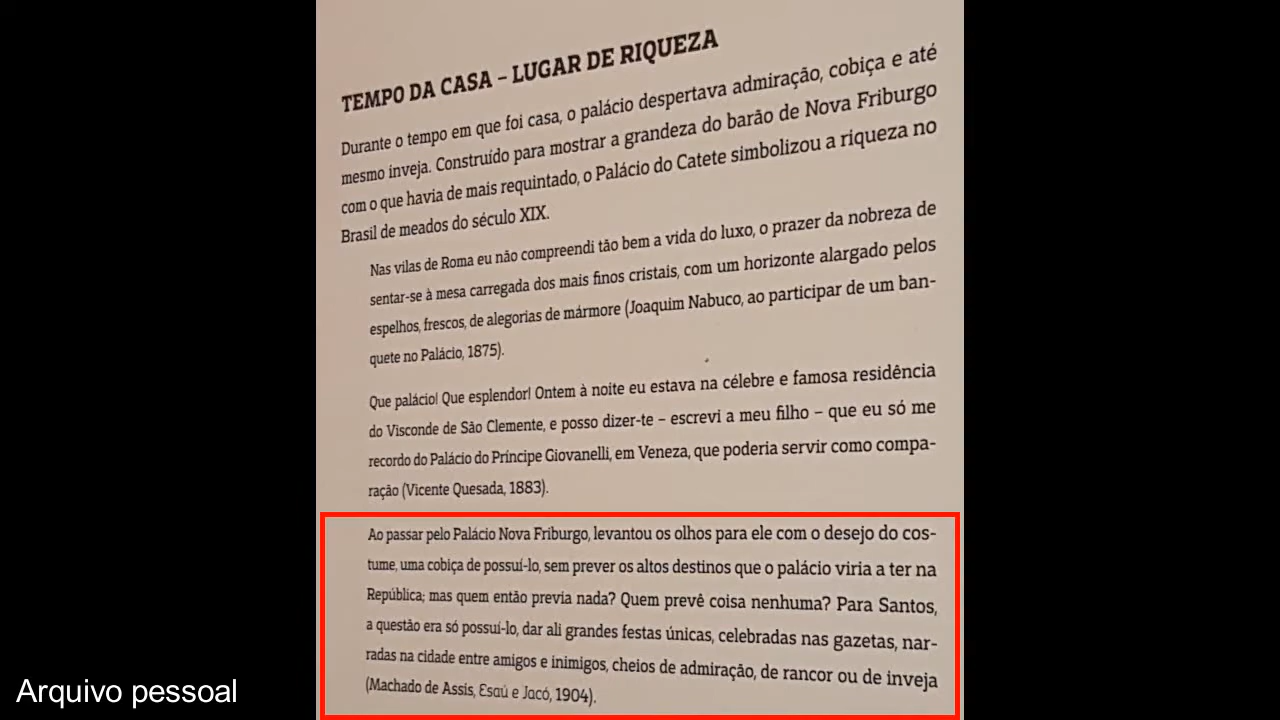 TEMPO DA CASA – LUGAR DE RIQUEZA
Durante o tempo em que foi casa, o palácio despertava admiração, cobiça e até
mesmo inveja. Construído para mostrar a grandeza do barão de Nova Friburgo
com o que havia de mais requintado, o Palácio do Catete simbolizou a riqueza no
Brasil de meados do século XIX.
Nas vilas de Roma eu não compreendi tão bem a vida do luxo, o prazer da nobreza de
sentar-se à mesa carregada dos mais finos cristais, com um horizonte alargado pelos
espelhos, frescos, de alegorias de mármore (Joaquim Nabuco, ao participar de um ban-
quete no Palácio, 1875).
Que palácio! Que esplendor! Ontem à noite eu estava na célebre e famosa residência
do Visconde de São Clemente, e posso dizer-te – escrevi a meu filho – que eu só me
recordo do Palácio do Príncipe Giovanelli, em Veneza, que poderia servir como compa-
ração (Vicente Quesada, 1883).
Ao passar pelo Palácio Nova Friburgo, levantou os olhos para ele com o desejo do cos-
tume, uma cobiça de possuí-lo, sem prever os altos destinos que o palácio viria a ter na
República; mas quem então previa nada? Quem prevê coisa nenhuma? Para Santos,
a questão era só possuí-lo, dar ali grandes festas únicas, celebradas nas gazetas, nar-
radas na cidade entre amigos e inimigos, cheios de admiração, de rancor ou de inveja
(Machado de Assis, Esaú e Jacó, 1904).
Arquivo pessoal